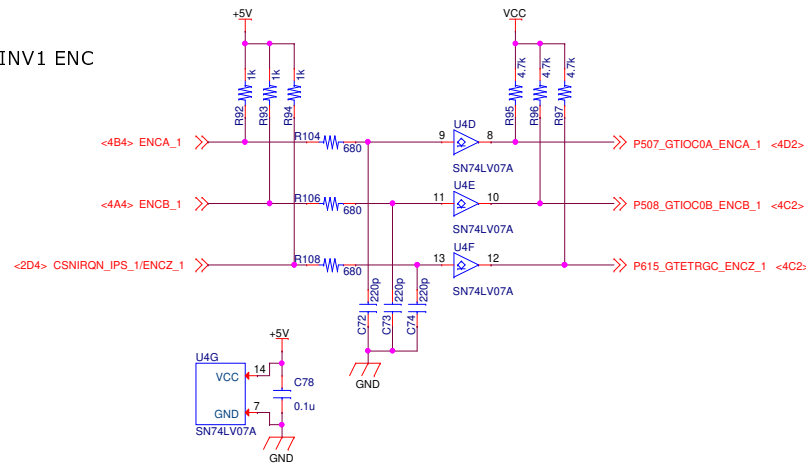 +5V
VCC
INV1 ENC
R92 1k
R93 1k
R94 1k
R95 4.7k
R96 4.7k
R97 4.7k
<4B4> ENCA_1
R104
680
9
U4D
8
SN74LV07A
P507_GTIOC0A_ENCA_1 <4D2>
<4A4> ENCB_1
R106
680
11
U4E
10
SN74LV07A
P508_GTIOC0B_ENCB_1 <4C2>
<2D4> CSNIRQN_IPS_1/ENCZ_1
R108
680
13
U4F
12
SN74LV07A
P615_GTETRGC_ENCZ_1 <4C2>
C72 220p
C73 220p
C74 220p
GND
+5V
U4G
VCC
14
GND
7
SN74LV07A
C78
0.1u
GND